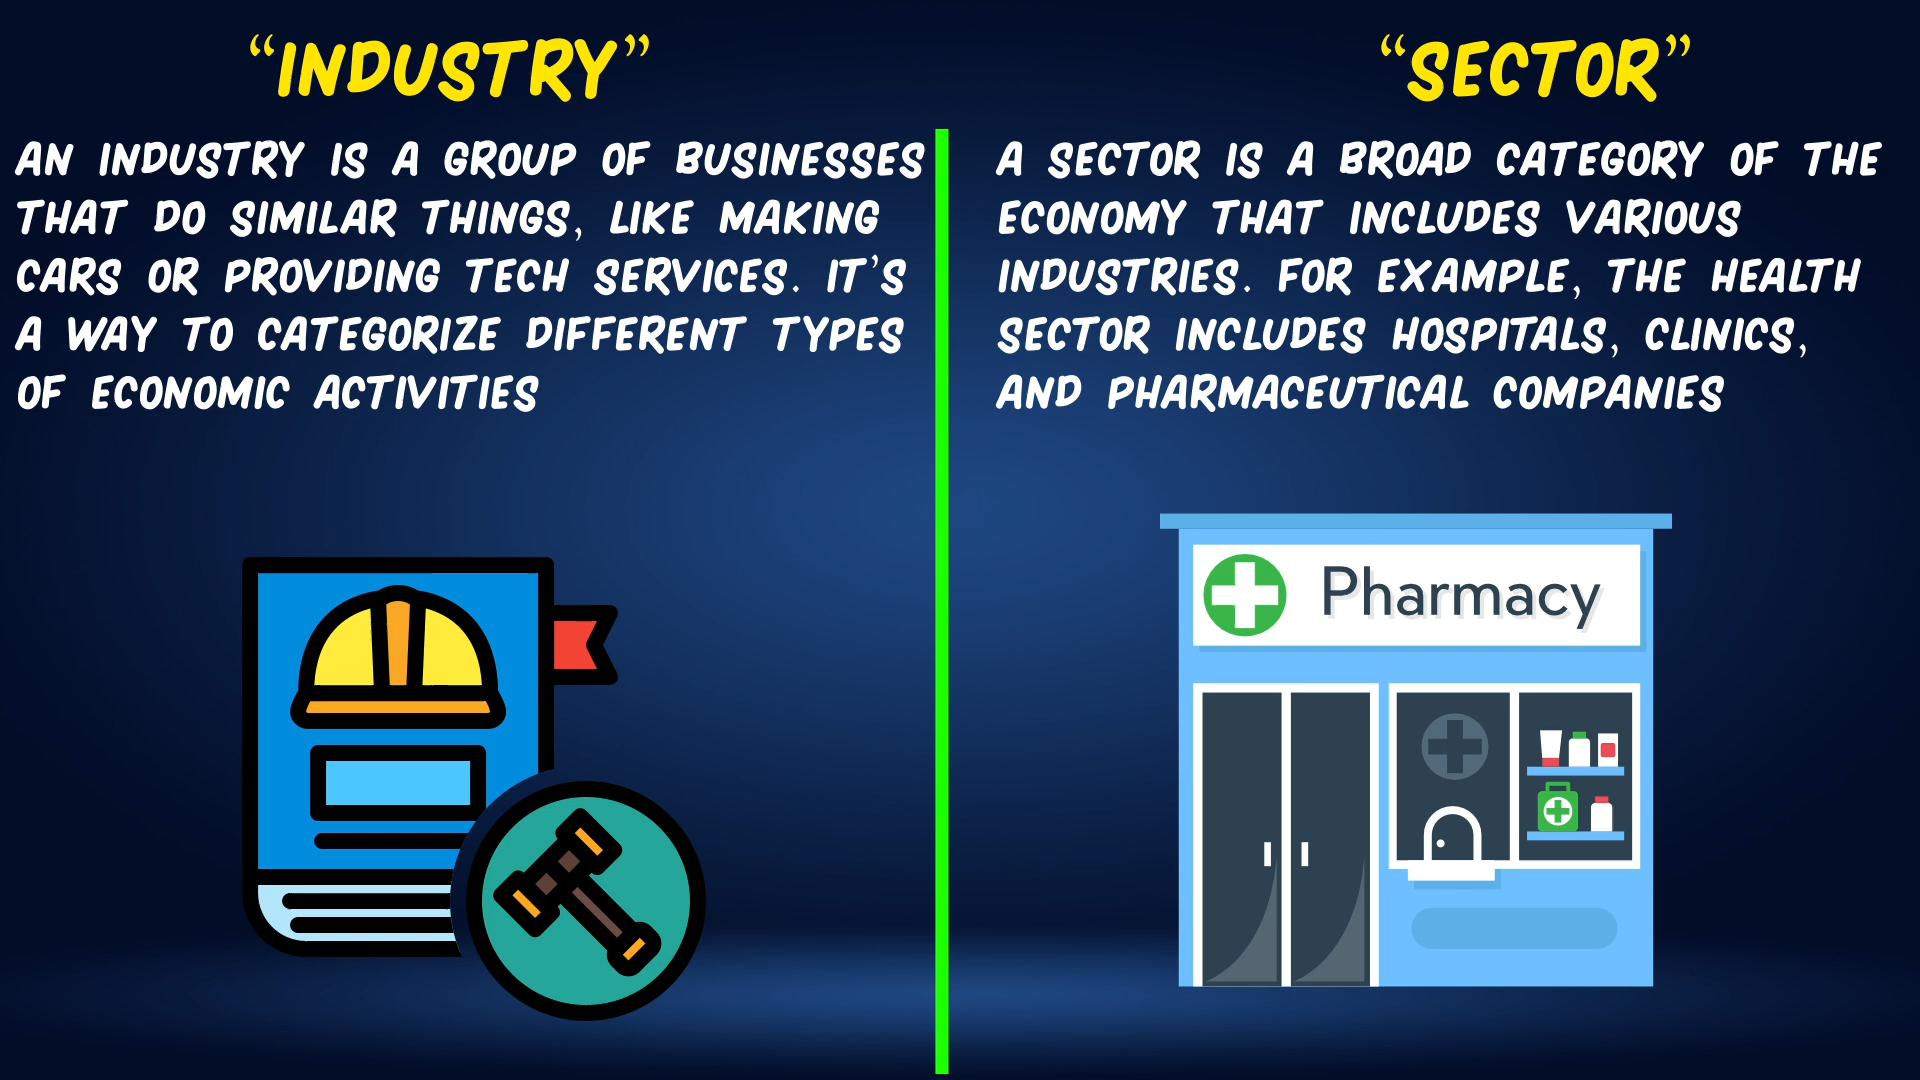 “INDUSTRY”
AN INDUSTRY IS A GROUP OF BUSINESSES
THAT DO SIMILAR THINGS, LIKE MAKING
CARS OR PROVIDING TECH SERVICES. IT’S
A WAY TO CATEGORIZE DIFFERENT TYPES
OF ECONOMIC ACTIVITIES
“SECTOR”
A SECTOR IS A BROAD CATEGORY OF THE
ECONOMY THAT INCLUDES VARIOUS
INDUSTRIES. FOR EXAMPLE, THE HEALTH
SECTOR INCLUDES HOSPITALS, CLINICS,
AND PHARMACEUTICAL COMPANIES
Pharmacy